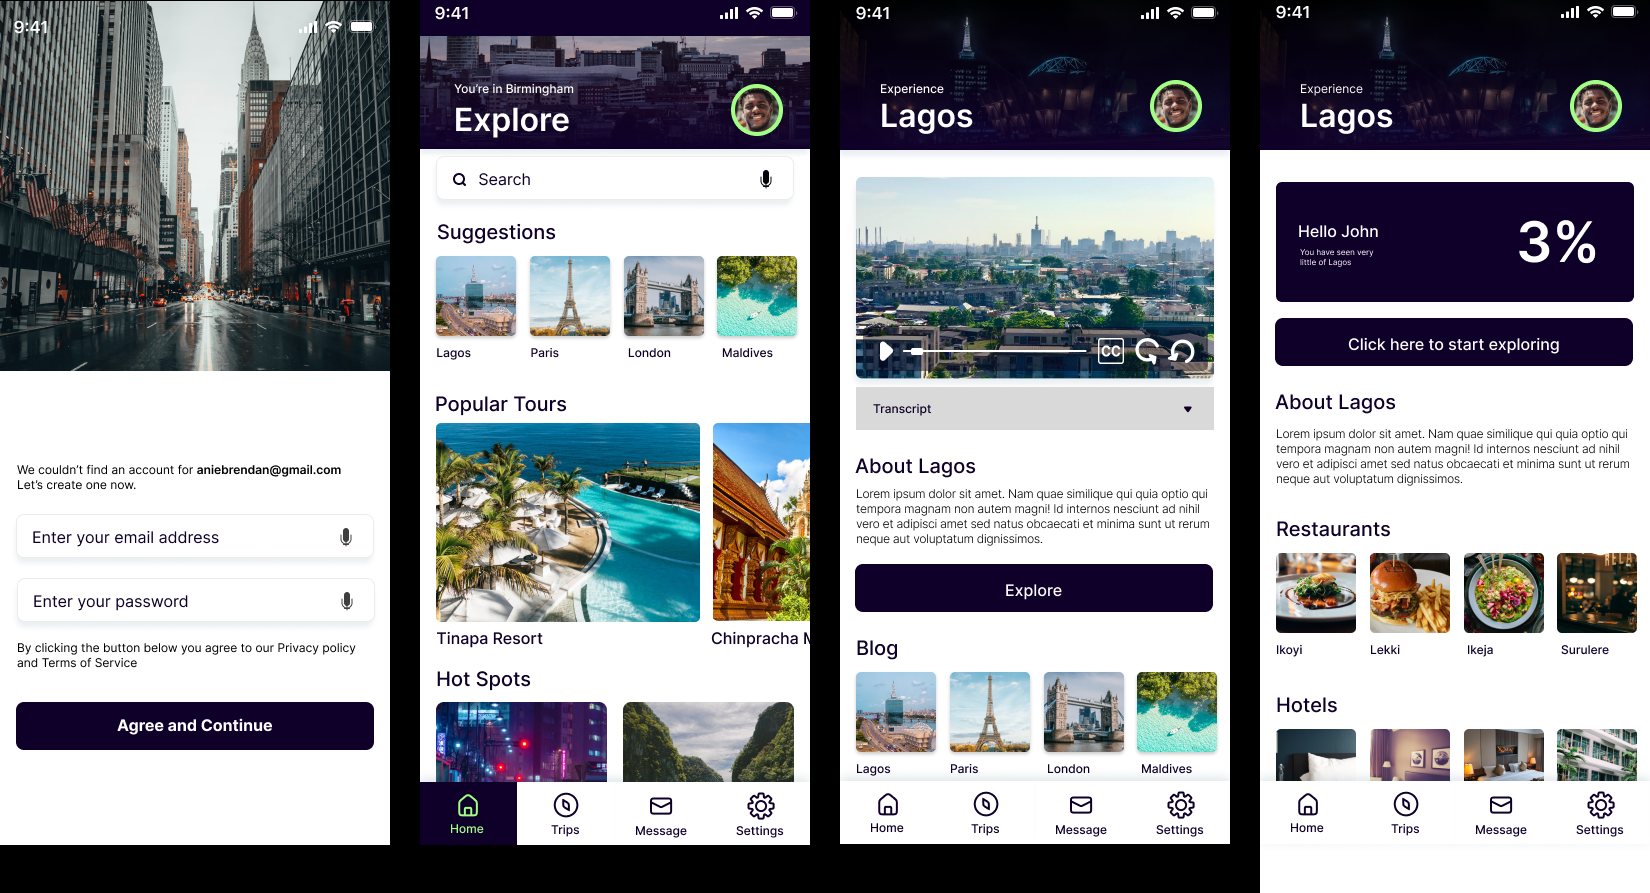 9:41
We couldn't find an account for aniebrendan@gmail.com
Let's create one now.
Enter your email address
Enter your password
By clicking the button below you agree to our Privacy policy
and Terms of Service
Agree and Continue
9:41
You're in Birmingham
Explore
Search
Suggestions
Lagos
Paris
London
Maldives
Popular Tours
Tinapa Resort
Chinpracha M
Hot Spots
Home
Trips
Message
Settings
9:41
Experience
Lagos
CC
Transcript
About Lagos
Lorem ipsum dolor sit amet. Nam quae similique qui quia optio qui
tempora magnam non autem magni! Id internos nesciunt ad nihil
vero et adipisci amet sed natus obcaecati et minima sunt ut rerum
neque aut voluptatum dignissimos.
Explore
Blog
Lagos
Paris
London
Maldives
Home
Trips
Message
Settings
9:41
Experience
Lagos
Hello John
You have seen very
little of Lagos
3%
Click here to start exploring
About Lagos
Lorem ipsum dolor sit amet. Nam quae similique qui quia optio qui
tempora magnam non autem magni! Id internos nesciunt ad nihil
vero et adipisci amet sed natus obcaecati et minima sunt ut rerum
neque aut voluptatum dignissimos.
Restaurants
Ikoyi
Lekki
Ikeja
Surulere
Hotels
Home
Trips
Message
Settings